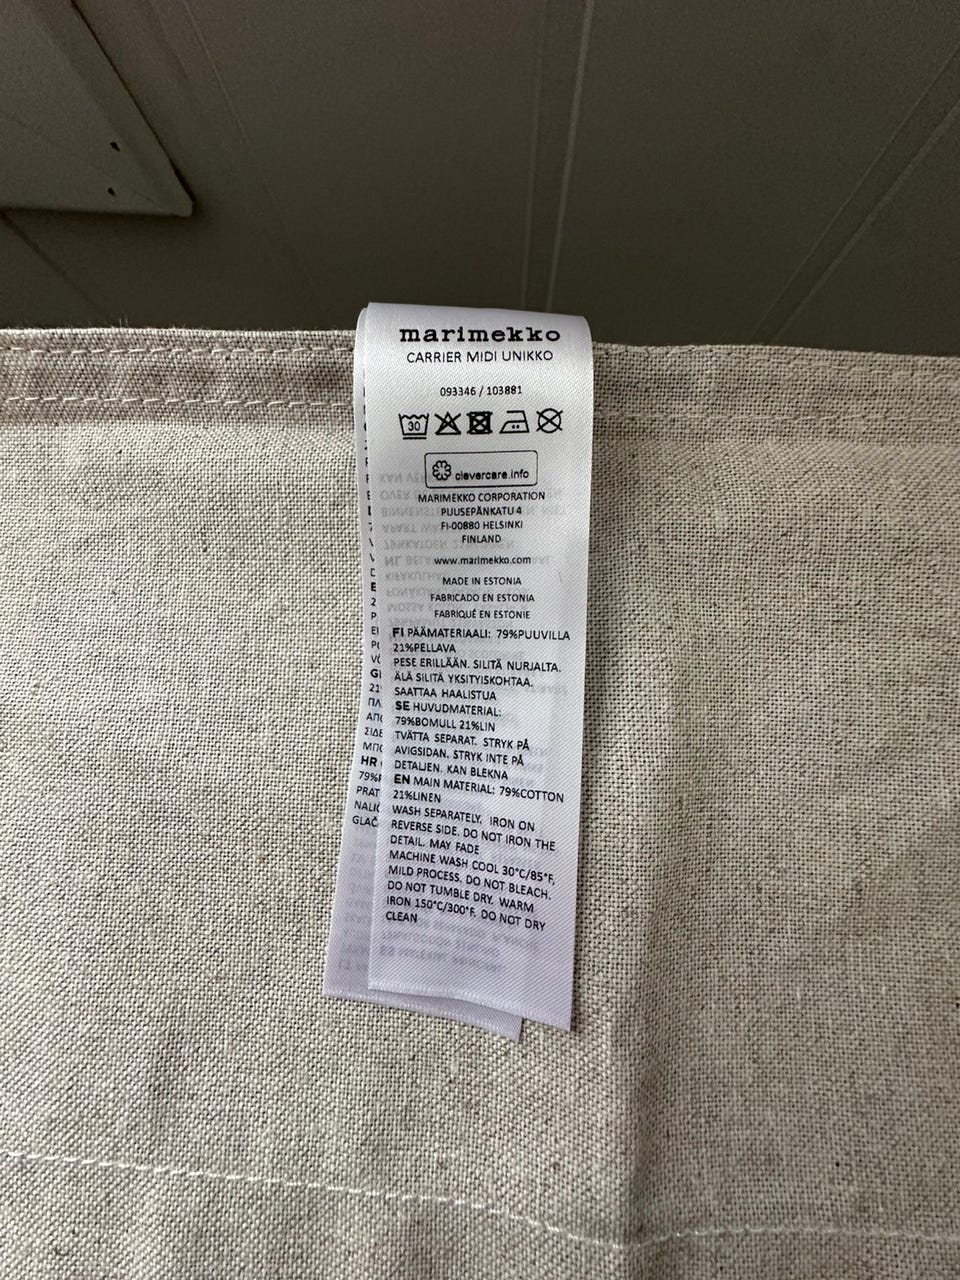 marimekko
CARRIER MIDI UNIKKO
093346 / 103881
30
clevercare.info
MARIMEKKO CORPORATION
PUUSEPÄNKATU 4
FI-00880 HELSINKI
FINLAND
www.marimekko.com
MADE IN ESTONIA
FABRICADO EN ESTONIA
FABRIQUÉ EN ESTONIE
FI PÄÄMATERIAALI: 79%PUUVILLA
21%PELLAVA
PESE ERILLÄÄN. SILITÄ NURJALTA.
ÄLÄ SILITÄ YKSITYISKOHTAA.
SAATTAA HAALISTUA
SE HUVUDMATERIAL:
79%BOMULL 21%LIN
TVÄTTA SEPARAT. STRYK PÅ
AVIGSIDAN. STRYK INTE PÅ
DETALJEN. KAN BLEKNA
EN MAIN MATERIAL: 79%COTTON
21%LINEN
WASH SEPARATELY. IRON ON
REVERSE SIDE. DO NOT IRON THE
DETAIL. MAY FADE
MACHINE WASH COOL 30°C/85°F,
MILD PROCESS. DO NOT BLEACH.
DO NOT TUMBLE DRY. WARM
IRON 150°C/300°F. DO NOT DRY
CLEAN